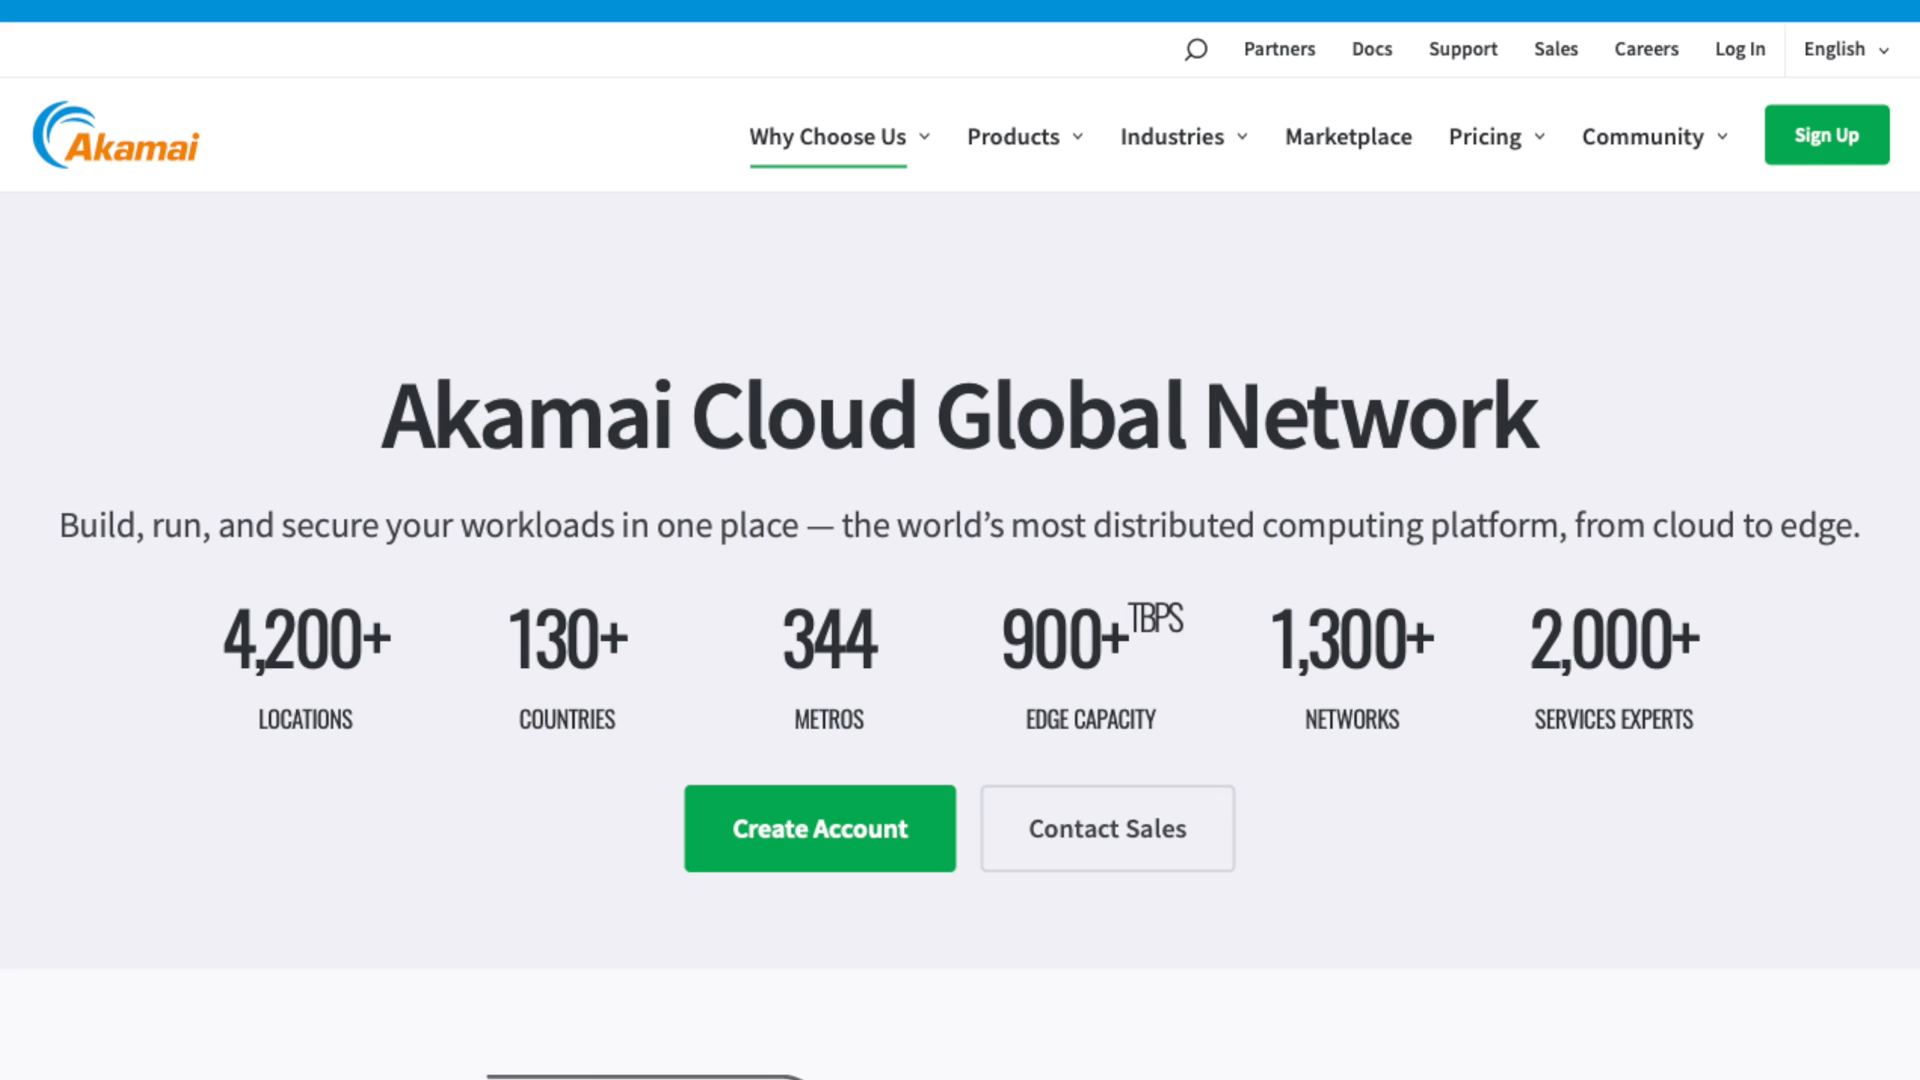 Partners Docs Support Sales Careers Log In English
Akamai
Why Choose Us Products Industries Marketplace Pricing Community Sign Up
Akamai Cloud Global Network
Build, run, and secure your workloads in one place — the world’s most distributed computing platform, from cloud to edge.
4,200+ 130+ 344 900+TBPS 1,300+ 2,000+
LOCATIONS COUNTRIES METROS EDGE CAPACITY NETWORKS SERVICES EXPERTS
Create Account Contact Sales